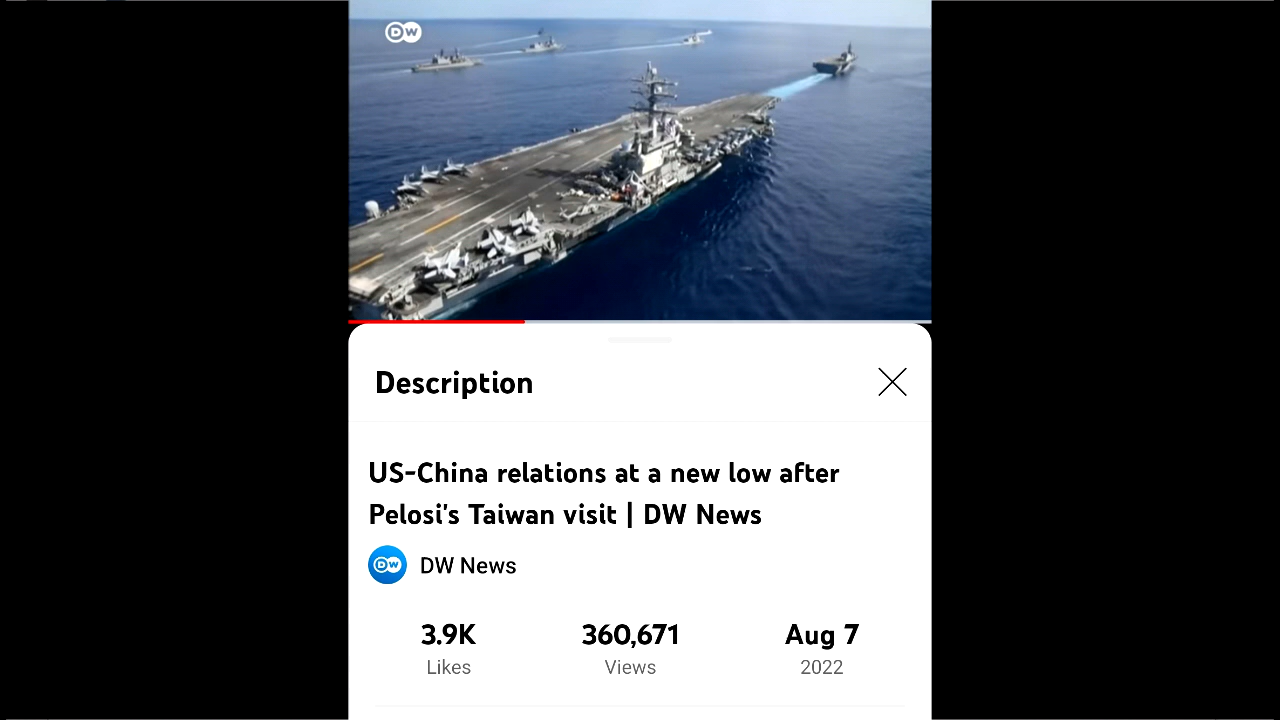 DW
Description
US-China relations at a new low after
Pelosi's Taiwan visit | DW News
DW DW News
3.9K 360,671 Aug 7
Likes Views 2022